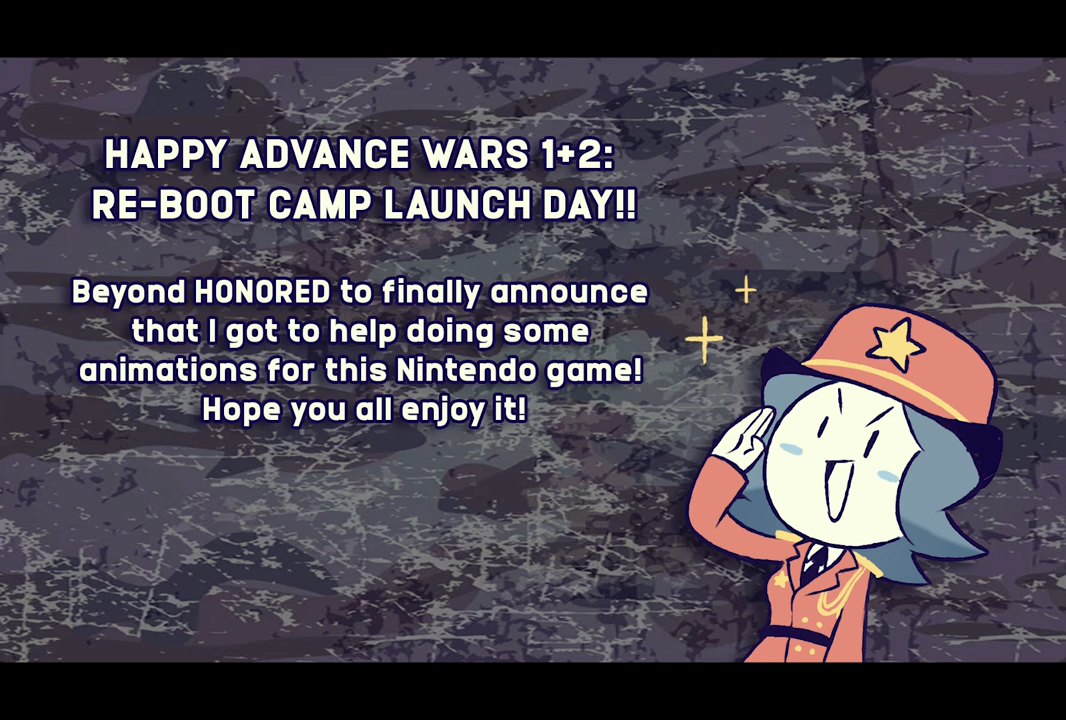 HAPPY ADVANCE WARS 1+2:
RE-BOOT CAMP LAUNCH DAY!!
Beyond HONORED to finally announce
that I got to help doing some
animations for this Nintendo game!
Hope you all enjoy it!